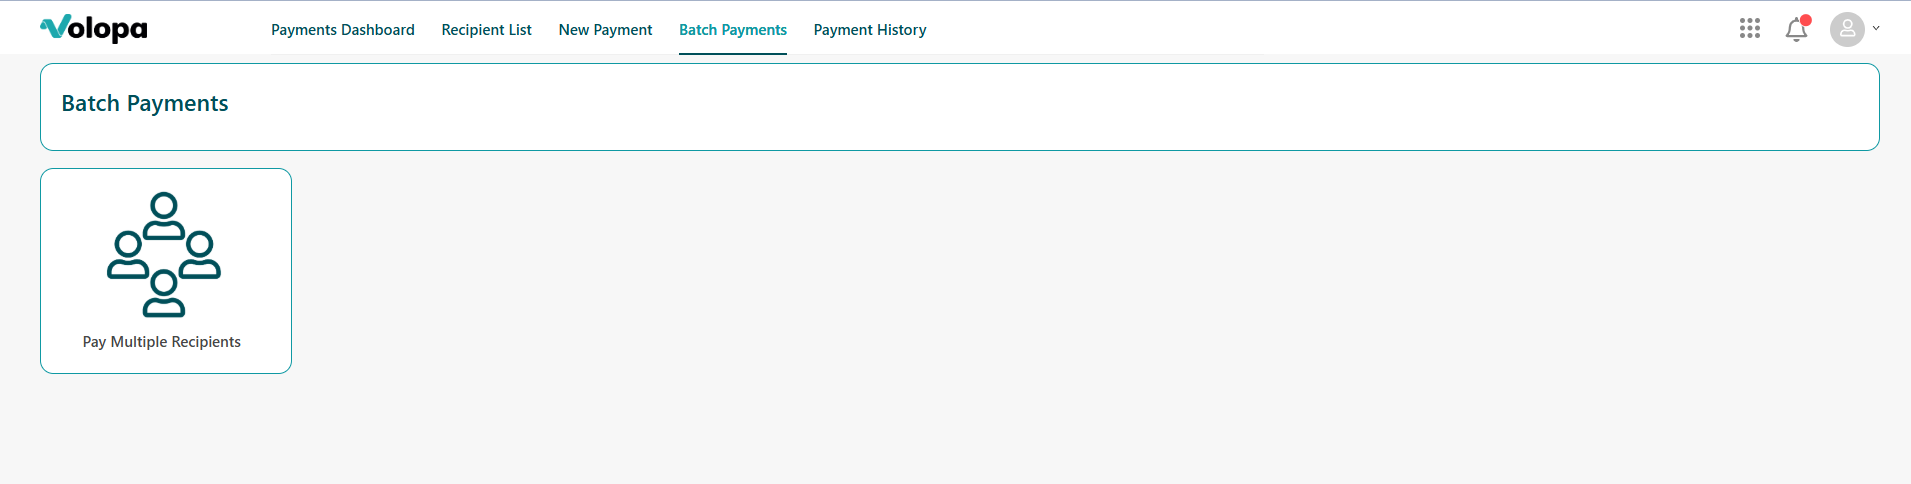 Volopa
Payments Dashboard
Recipient List
New Payment
Batch Payments
Payment History
Batch Payments
Pay Multiple Recipients